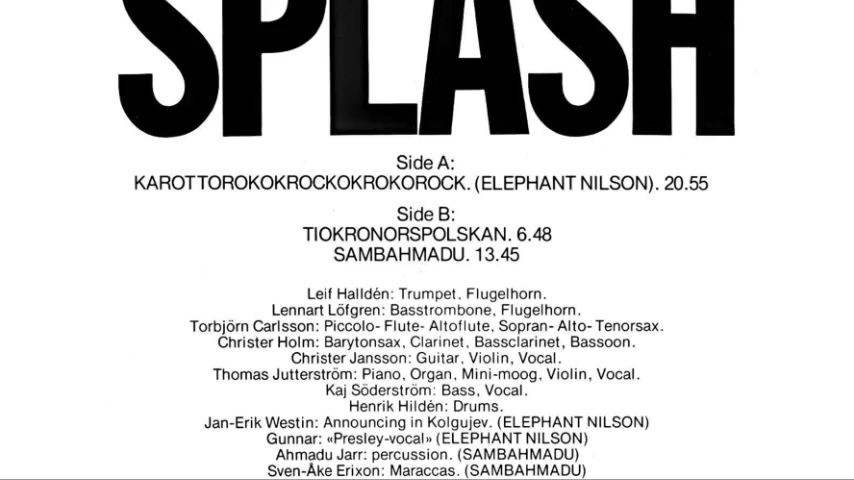 SPLASH
Side A:
KAROTTOROKOKROCKOKROKOROCK. (ELEPHANT NILSON). 20.55
Side B:
TIOKRONORSPOLSKAN. 6.48
SAMBAHMADU. 13.45
Leif Halldén: Trumpet, Flugelhorn.
Lennart Löfgren: Basstrombone, Flugelhorn.
Torbjörn Carlsson: Piccolo- Flute- Altoflute, Sopran- Alto- Tenorsax.
Christer Holm: Barytonsax, Clarinet, Bassclarinet, Bassoon.
Christer Jansson: Guitar, Violin, Vocal.
Thomas Jutterström: Piano, Organ, Mini-moog, Violin, Vocal.
Kaj Söderström: Bass, Vocal.
Henrik Hildén: Drums.
Jan-Erik Westin: Announcing in Kolgujev. (ELEPHANT NILSON)
Gunnar: «Presley-vocal» (ELEPHANT NILSON)
Ahmadu Jarr: percussion. (SAMBAHMADU)
Sven-Åke Erixon: Maraccas. (SAMBAHMADU)